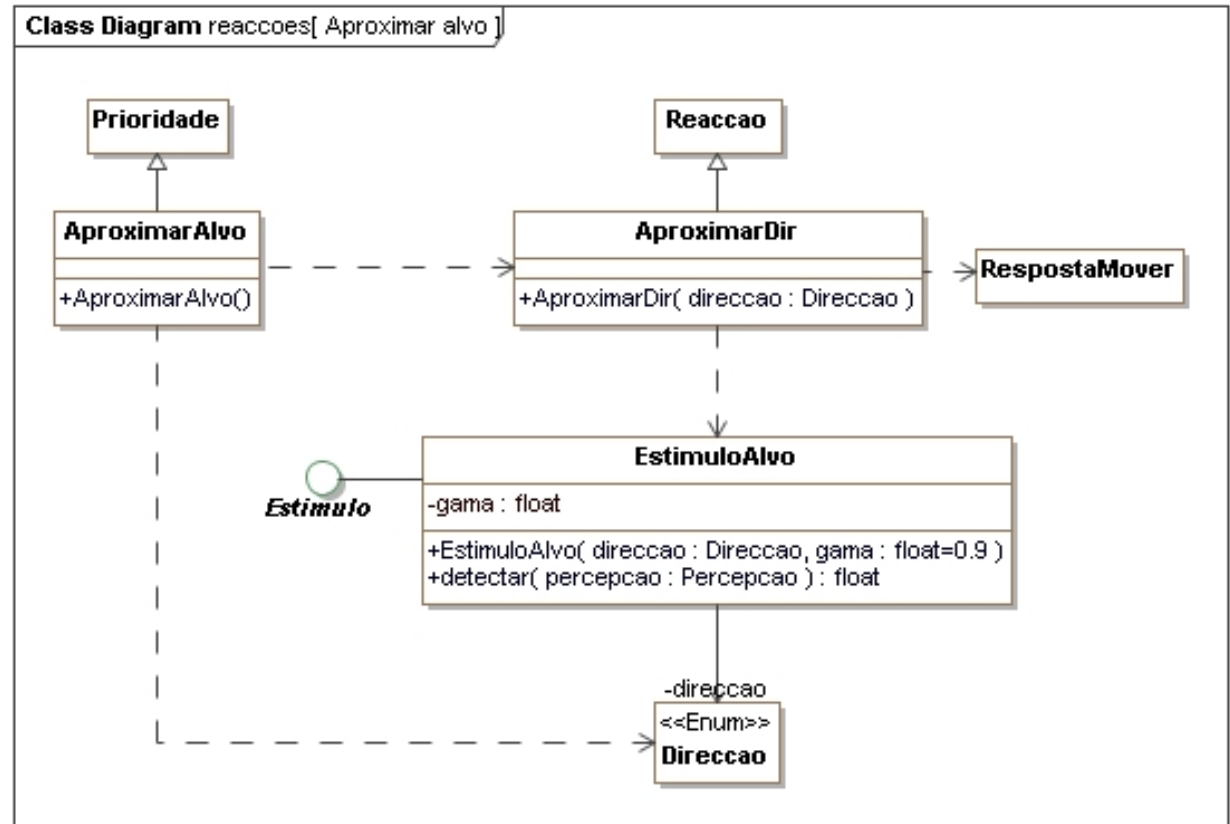 Class Diagram reaccoes[ Aproximar alvo ]
Prioridade
Reaccao
AproximarAlvo
+AproximarAlvo()
AproximarDir
+AproximarDir( direccao : Direccao )
RespostaMover
Estimulo
EstimuloAlvo
-gama : float
+EstimuloAlvo( direccao : Direccao, gama : float=0.9 )
+detectar( percepcao : Percepcao ) : float
-direccao
<<Enum>>
Direccao